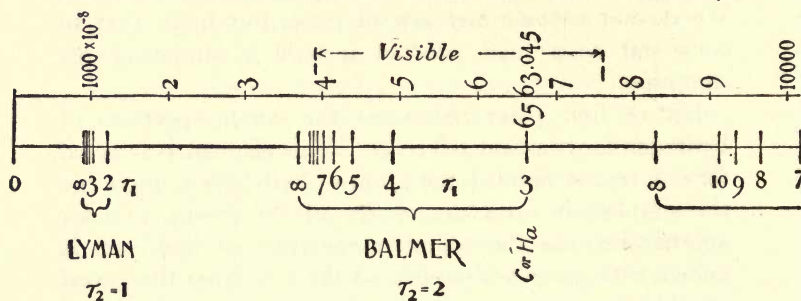 Visible
1000 × 10⁻⁸ 2 3 4 5 6 6563.045 7 8 9 10000
0 ∞ 3 2 τ₁ ∞ 7 6 5 4 τ₁ 3 ∞ 10 9 8 7
LYMAN BALMER C or Hα
τ₂=1 τ₂=2